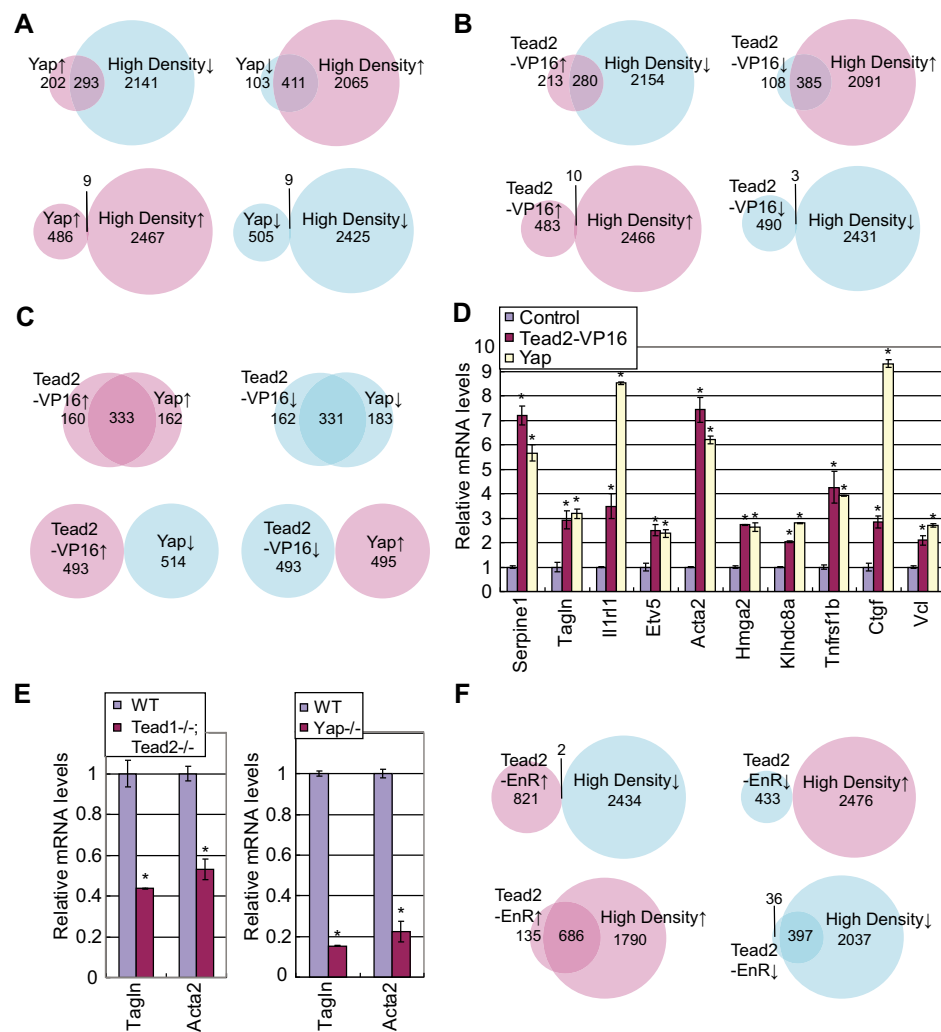 A
Yap↑
202
293
High Density↓
2141
Yap↓
103
411
High Density↑
2065
9
Yap↑
486
High Density↑
2467
9
Yap↓
505
High Density↓
2425
B
Tead2
-VP16↑
213
280
High Density↓
2154
Tead2
-VP16↓
108
385
High Density↑
2091
10
Tead2
-VP16↑
483
High Density↑
2466
3
Tead2
-VP16↓
490
High Density↓
2431
C
Tead2
-VP16↑
160
333
Yap↑
162
Tead2
-VP16↓
162
331
Yap↓
183
Tead2
-VP16↑
493
Yap↓
514
Tead2
-VP16↓
493
Yap↑
495
D
Control
Tead2-VP16
Yap
Relative mRNA levels
10
9
8
7
6
5
4
3
2
1
0
* * * * * * * * * * * * * * * * * * * *
Serpine1
Tagln
Il1rl1
Etv5
Acta2
Hmga2
Klhdc8a
Tnfrsf1b
Ctgf
Vcl
E
WT
Tead1-/-;
Tead2-/-
Relative mRNA levels
1
0.8
0.6
0.4
0.2
0
* *
Tagln
Acta2
WT
Yap-/-
Relative mRNA levels
1
0.8
0.6
0.4
0.2
0
* *
Tagln
Acta2
F
Tead2
-EnR↑
821
2
High Density↓
2434
Tead2
-EnR↓
433
High Density↑
2476
Tead2
-EnR↑
135
686
High Density↑
1790
36
Tead2
-EnR↓
397
High Density↓
2037